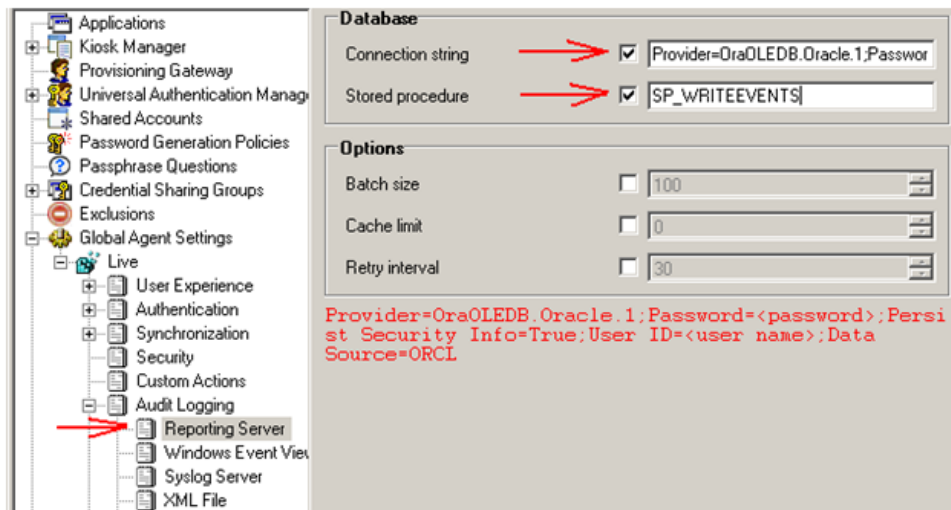 Applications
Kiosk Manager
Provisioning Gateway
Universal Authentication Manag
Shared Accounts
Password Generation Policies
Passphrase Questions
Credential Sharing Groups
Exclusions
Global Agent Settings
Live
User Experience
Authentication
Synchronization
Security
Custom Actions
Audit Logging
Reporting Server
Windows Event View
Syslog Server
XML File
Database
Connection string
Provider=OraOLEDB.Oracle.1;Passwor
Stored procedure
SP_WRITEEVENTS
Options
Batch size
100
Cache limit
0
Retry interval
30
Provider=OraOLEDB.Oracle.1;Password=<password>;Persi
st Security Info=True;User ID=<user name>;Data
Source=ORCL